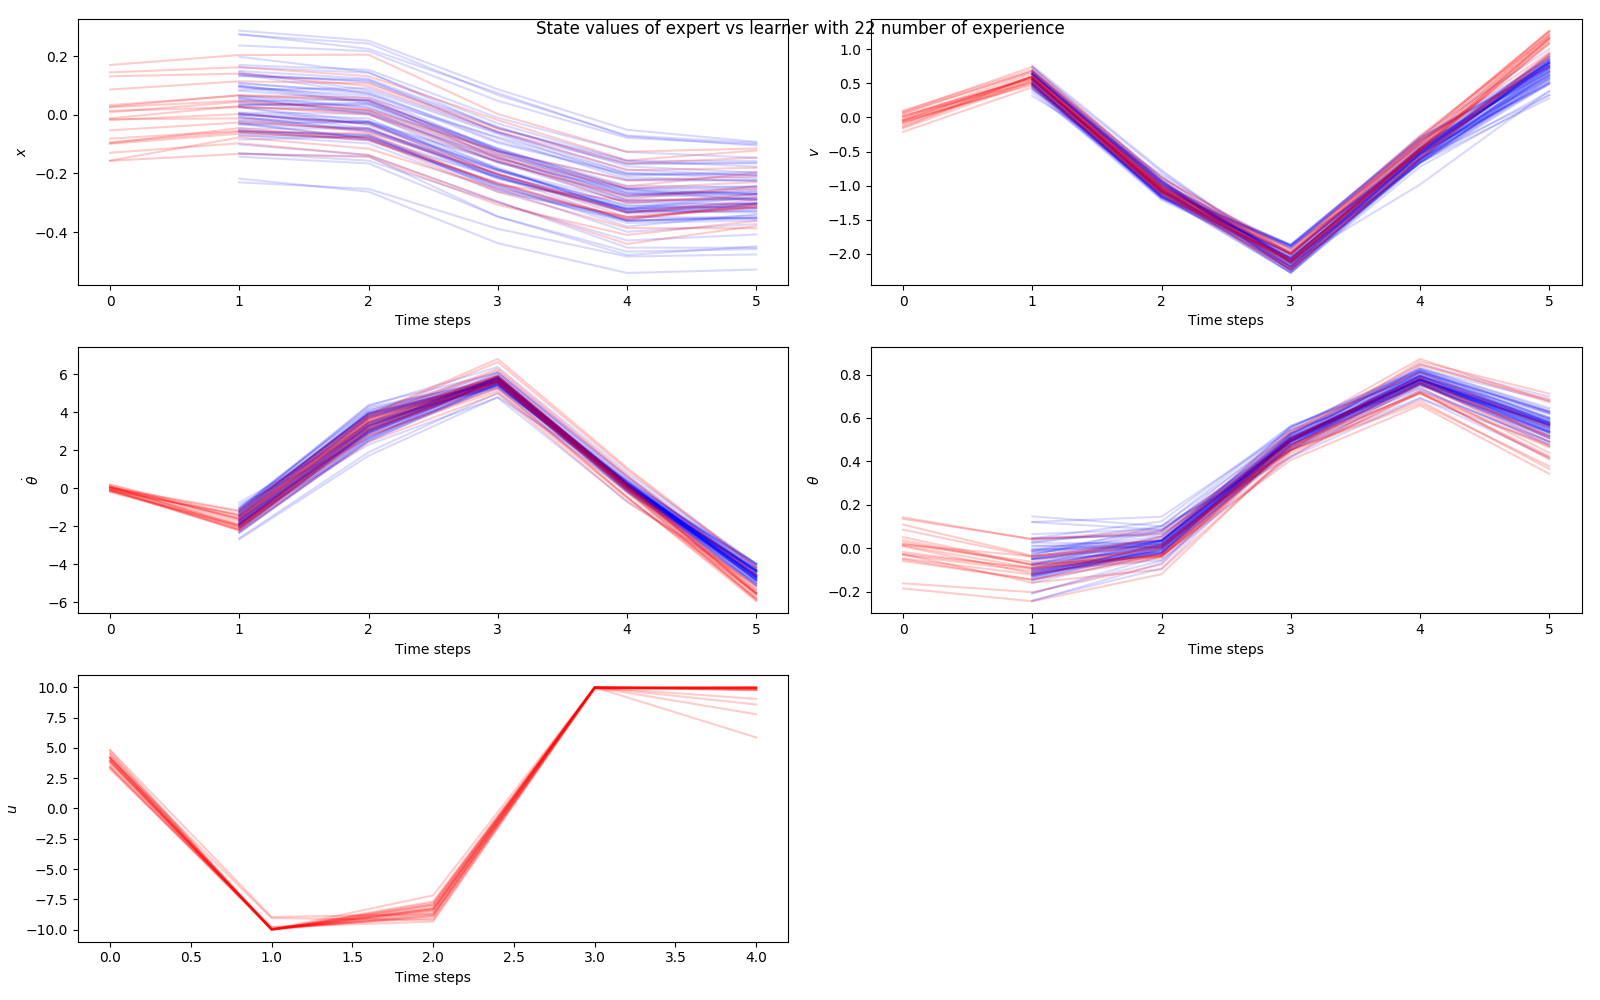 State values of expert vs learner with 22 number of experience
0.2
0.0
−0.2
−0.4
x
0 1 2 3 4 5
Time steps
1.0
0.5
0.0
−0.5
−1.0
−1.5
−2.0
v
0 1 2 3 4 5
Time steps
6
4
2
0
−2
−4
−6
θ̇
0 1 2 3 4 5
Time steps
0.8
0.6
0.4
0.2
0.0
−0.2
θ
0 1 2 3 4 5
Time steps
10.0
7.5
5.0
2.5
0.0
−2.5
−5.0
−7.5
−10.0
u
0.0 0.5 1.0 1.5 2.0 2.5 3.0 3.5 4.0
Time steps